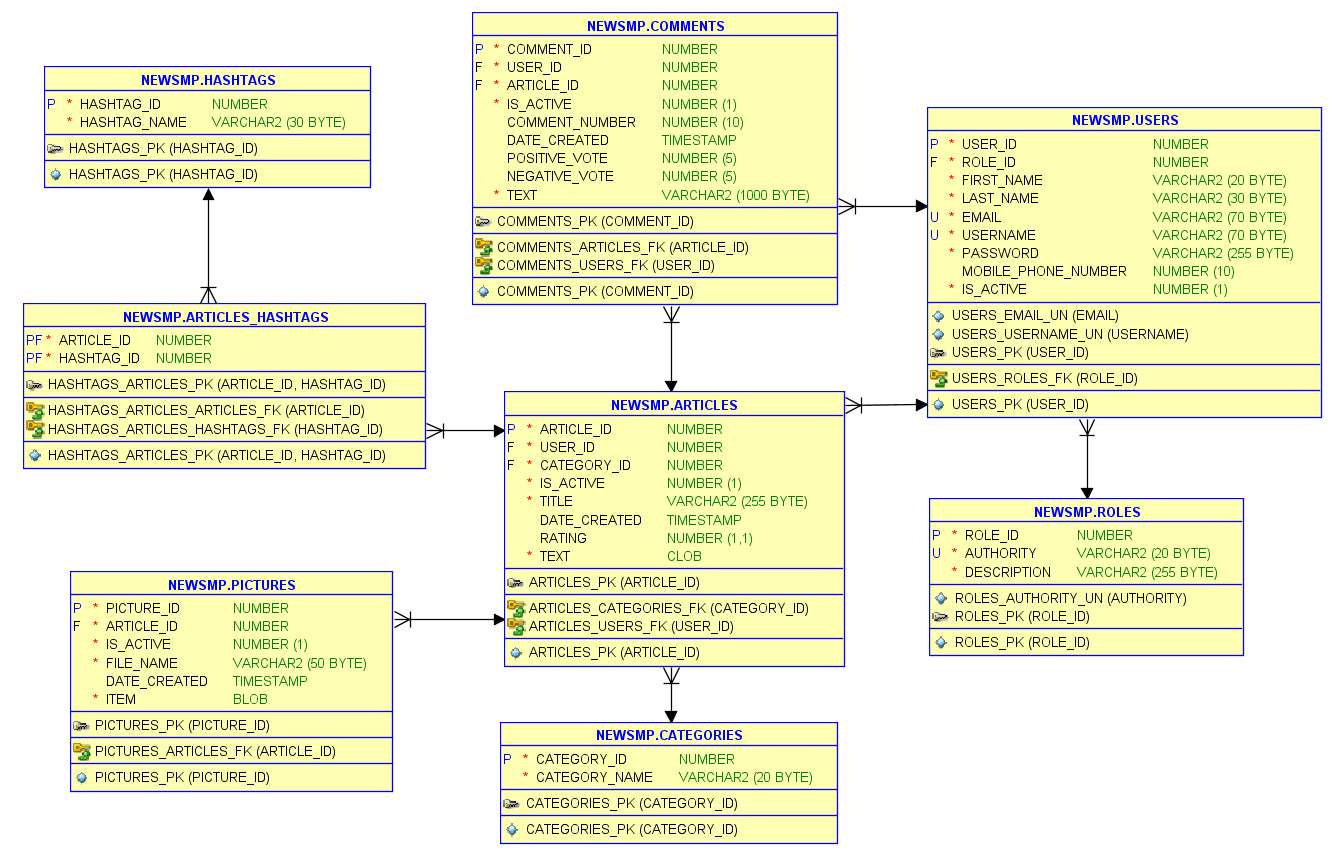 NEWSMP.COMMENTS
P * COMMENT_ID NUMBER
F * USER_ID NUMBER
F * ARTICLE_ID NUMBER
* IS_ACTIVE NUMBER (1)
COMMENT_NUMBER NUMBER (10)
DATE_CREATED TIMESTAMP
POSITIVE_VOTE NUMBER (5)
NEGATIVE_VOTE NUMBER (5)
* TEXT VARCHAR2 (1000 BYTE)
COMMENTS_PK (COMMENT_ID)
COMMENTS_ARTICLES_FK (ARTICLE_ID)
COMMENTS_USERS_FK (USER_ID)
COMMENTS_PK (COMMENT_ID)
NEWSMP.HASHTAGS
P * HASHTAG_ID NUMBER
* HASHTAG_NAME VARCHAR2 (30 BYTE)
HASHTAGS_PK (HASHTAG_ID)
HASHTAGS_PK (HASHTAG_ID)
NEWSMP.USERS
P * USER_ID NUMBER
F * ROLE_ID NUMBER
* FIRST_NAME VARCHAR2 (20 BYTE)
* LAST_NAME VARCHAR2 (30 BYTE)
U * EMAIL VARCHAR2 (70 BYTE)
U * USERNAME VARCHAR2 (70 BYTE)
* PASSWORD VARCHAR2 (255 BYTE)
MOBILE_PHONE_NUMBER NUMBER (10)
* IS_ACTIVE NUMBER (1)
USERS_EMAIL_UN (EMAIL)
USERS_USERNAME_UN (USERNAME)
USERS_PK (USER_ID)
USERS_ROLES_FK (ROLE_ID)
USERS_PK (USER_ID)
NEWSMP.ARTICLES_HASHTAGS
PF * ARTICLE_ID NUMBER
PF * HASHTAG_ID NUMBER
HASHTAGS_ARTICLES_PK (ARTICLE_ID, HASHTAG_ID)
HASHTAGS_ARTICLES_ARTICLES_FK (ARTICLE_ID)
HASHTAGS_ARTICLES_HASHTAGS_FK (HASHTAG_ID)
HASHTAGS_ARTICLES_PK (ARTICLE_ID, HASHTAG_ID)
NEWSMP.ARTICLES
P * ARTICLE_ID NUMBER
F * USER_ID NUMBER
F * CATEGORY_ID NUMBER
* IS_ACTIVE NUMBER (1)
* TITLE VARCHAR2 (255 BYTE)
DATE_CREATED TIMESTAMP
RATING NUMBER (1,1)
* TEXT CLOB
ARTICLES_PK (ARTICLE_ID)
ARTICLES_CATEGORIES_FK (CATEGORY_ID)
ARTICLES_USERS_FK (USER_ID)
ARTICLES_PK (ARTICLE_ID)
NEWSMP.ROLES
P * ROLE_ID NUMBER
U * AUTHORITY VARCHAR2 (20 BYTE)
* DESCRIPTION VARCHAR2 (255 BYTE)
ROLES_AUTHORITY_UN (AUTHORITY)
ROLES_PK (ROLE_ID)
ROLES_PK (ROLE_ID)
NEWSMP.PICTURES
P * PICTURE_ID NUMBER
F * ARTICLE_ID NUMBER
* IS_ACTIVE NUMBER (1)
* FILE_NAME VARCHAR2 (50 BYTE)
DATE_CREATED TIMESTAMP
* ITEM BLOB
PICTURES_PK (PICTURE_ID)
PICTURES_ARTICLES_FK (ARTICLE_ID)
PICTURES_PK (PICTURE_ID)
NEWSMP.CATEGORIES
P * CATEGORY_ID NUMBER
* CATEGORY_NAME VARCHAR2 (20 BYTE)
CATEGORIES_PK (CATEGORY_ID)
CATEGORIES_PK (CATEGORY_ID)